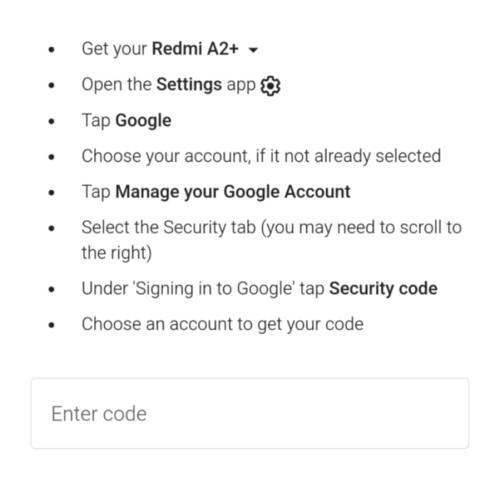 Get your Redmi A2+
Open the Settings app
Tap Google
Choose your account, if it not already selected
Tap Manage your Google Account
Select the Security tab (you may need to scroll to
the right)
Under 'Signing in to Google' tap Security code
Choose an account to get your code
Enter code